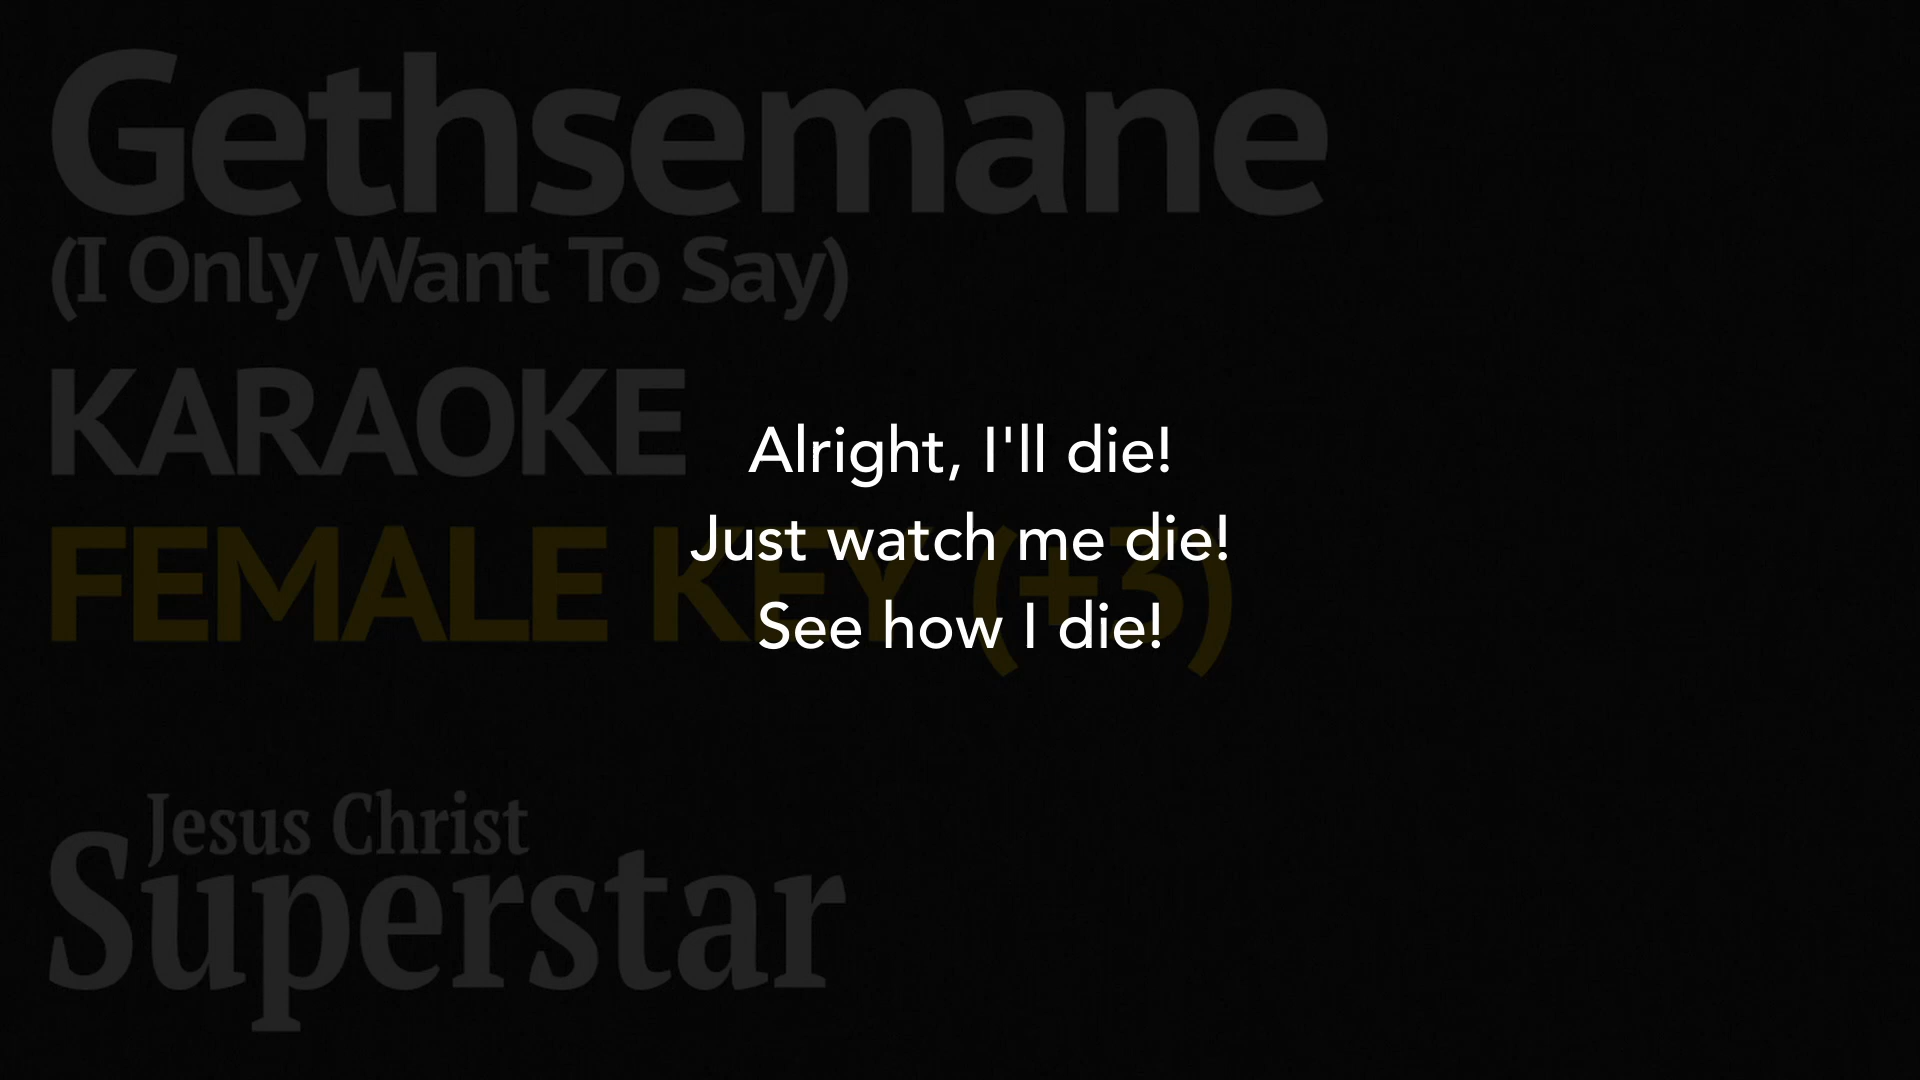 Gethsemane
(I Only Want To Say)
KARAOKE
FEMALE KEY (+3)
Alright, I'll die!
Just watch me die!
See how I die!
Jesus Christ
Superstar